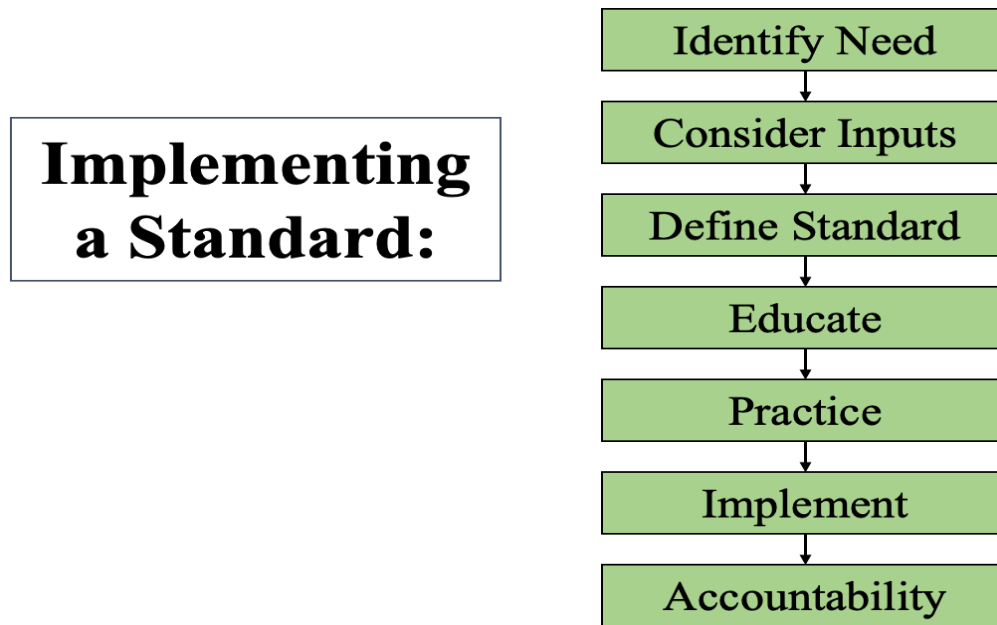 Implementing
a Standard:
Identify Need
Consider Inputs
Define Standard
Educate
Practice
Implement
Accountability